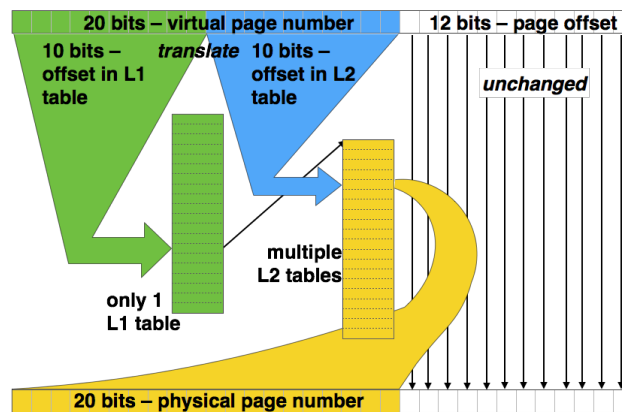 20 bits – virtual page number
12 bits – page offset
10 bits –
offset in L1
table
translate
10 bits –
offset in L2
table
unchanged
only 1
L1 table
multiple
L2 tables
20 bits – physical page number